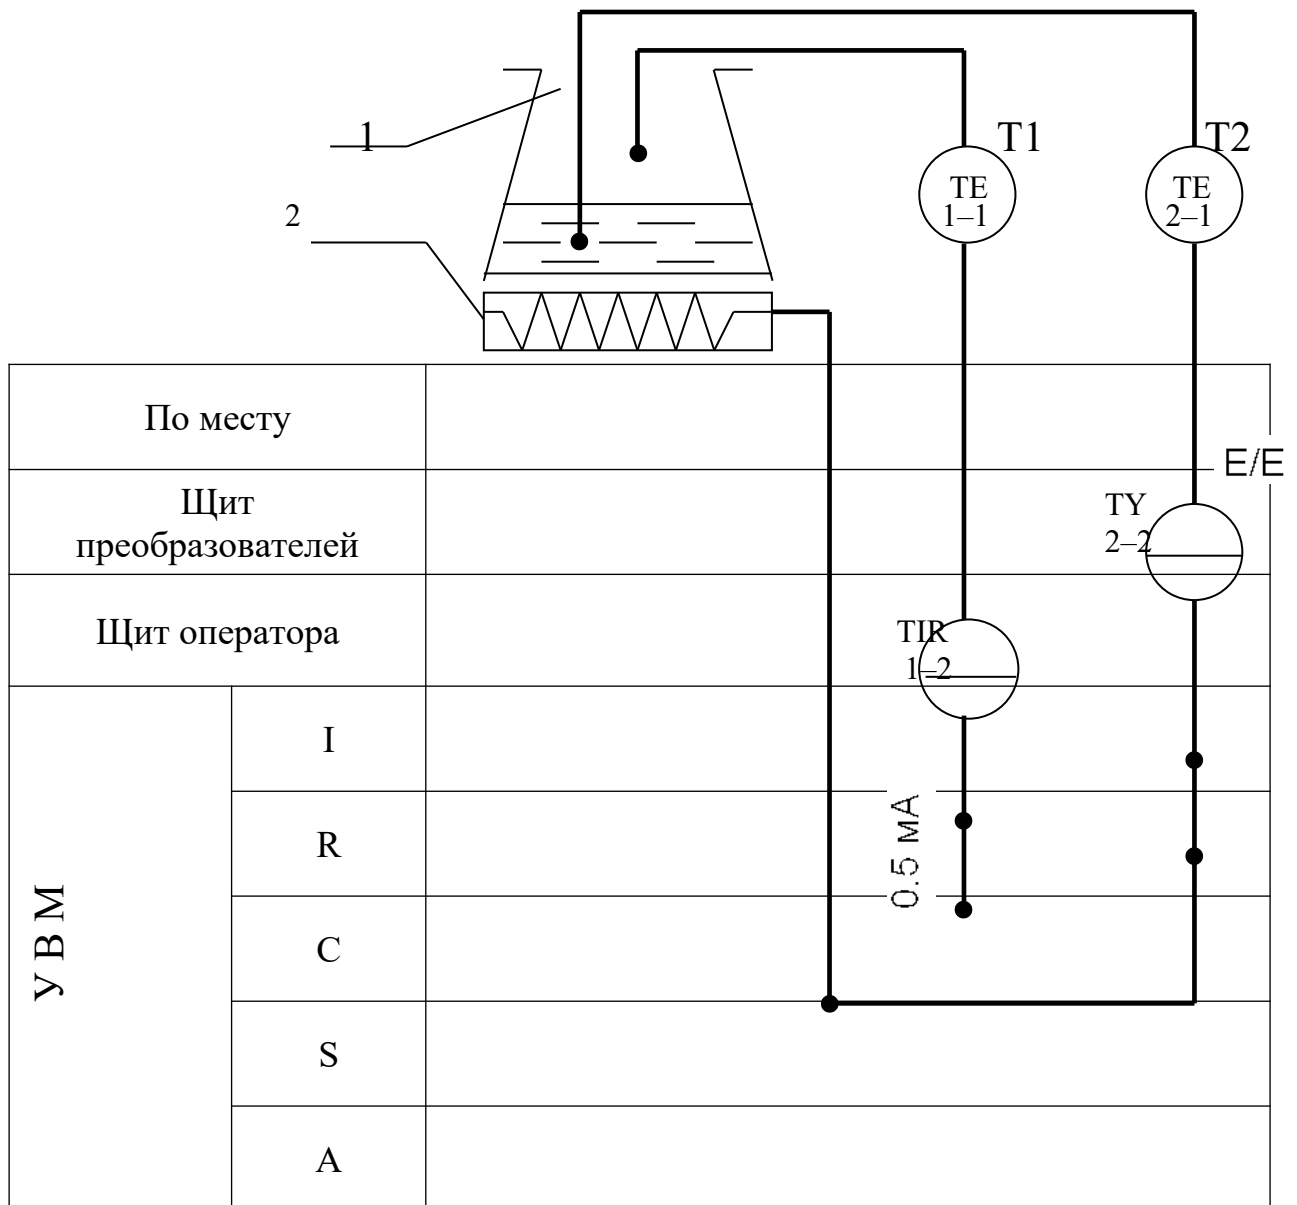 1
2
T1
T2
TE
1–1
TE
2–1
По месту
E/E
Щит
преобразователей
TY
2–2
Щит оператора
TIR
1–2
У В М
I
R
0.5 мА
C
S
A